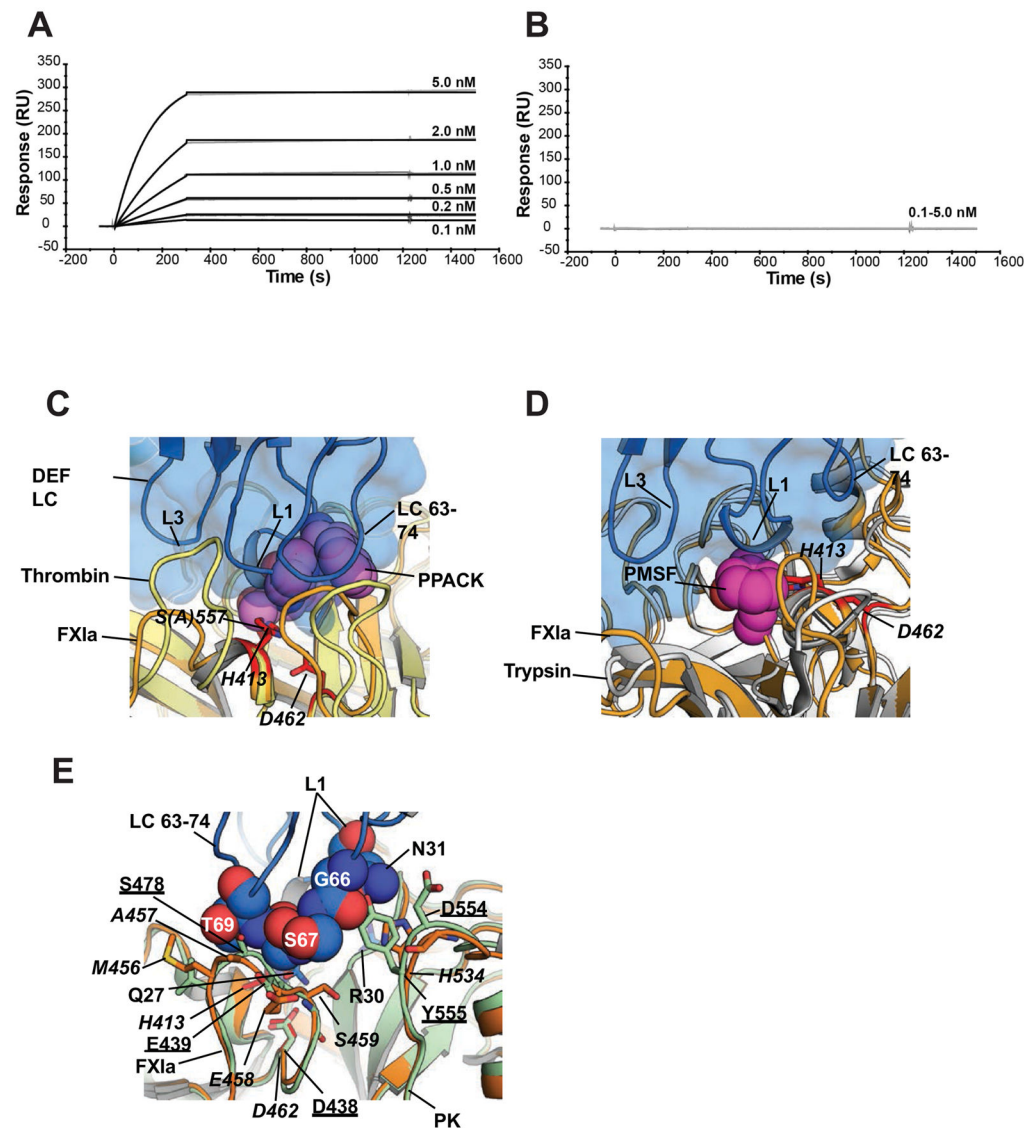 A
Response (RU)
350
300
250
200
150
100
50
0
-50
-200
0
200
400
600
800
1000
1200
1400
1600
Time (s)
5.0 nM
2.0 nM
1.0 nM
0.5 nM
0.2 nM
0.1 nM
B
Response (RU)
350
300
250
200
150
100
50
0
-50
-200
0
200
400
600
800
1000
1200
1400
1600
Time (s)
0.1-5.0 nM
C
DEF
LC
L3
L1
LC 63-
74
Thrombin
PPACK
S(A)557
FXIa
H413
D462
D
L3
L1
LC 63-
74
H413
PMSF
FXIa
D462
Trypsin
E
L1
LC 63-74
N31
G66
S478
D554
A457
T69
S67
M456
H534
Q27
R30
H413
Y555
E439
S459
FXIa
E458
D462
D438
PK